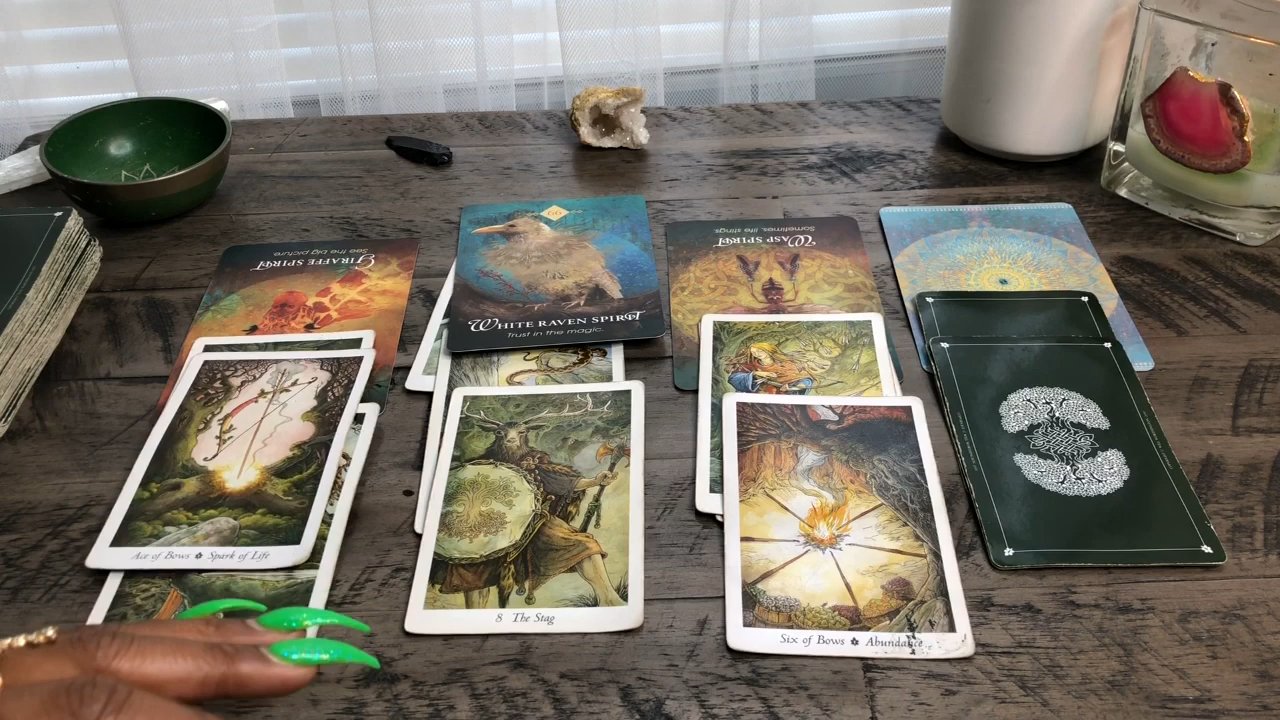 See the big picture
GIRAFFE SPIRIT
66
WHITE RAVEN SPIRIT
Trust in the magic.
Sometimes, life stings.
WASP SPIRIT
Ace of Bows ✽ Spark of Life
8 The Stag
Six of Bows ✽ Abundance